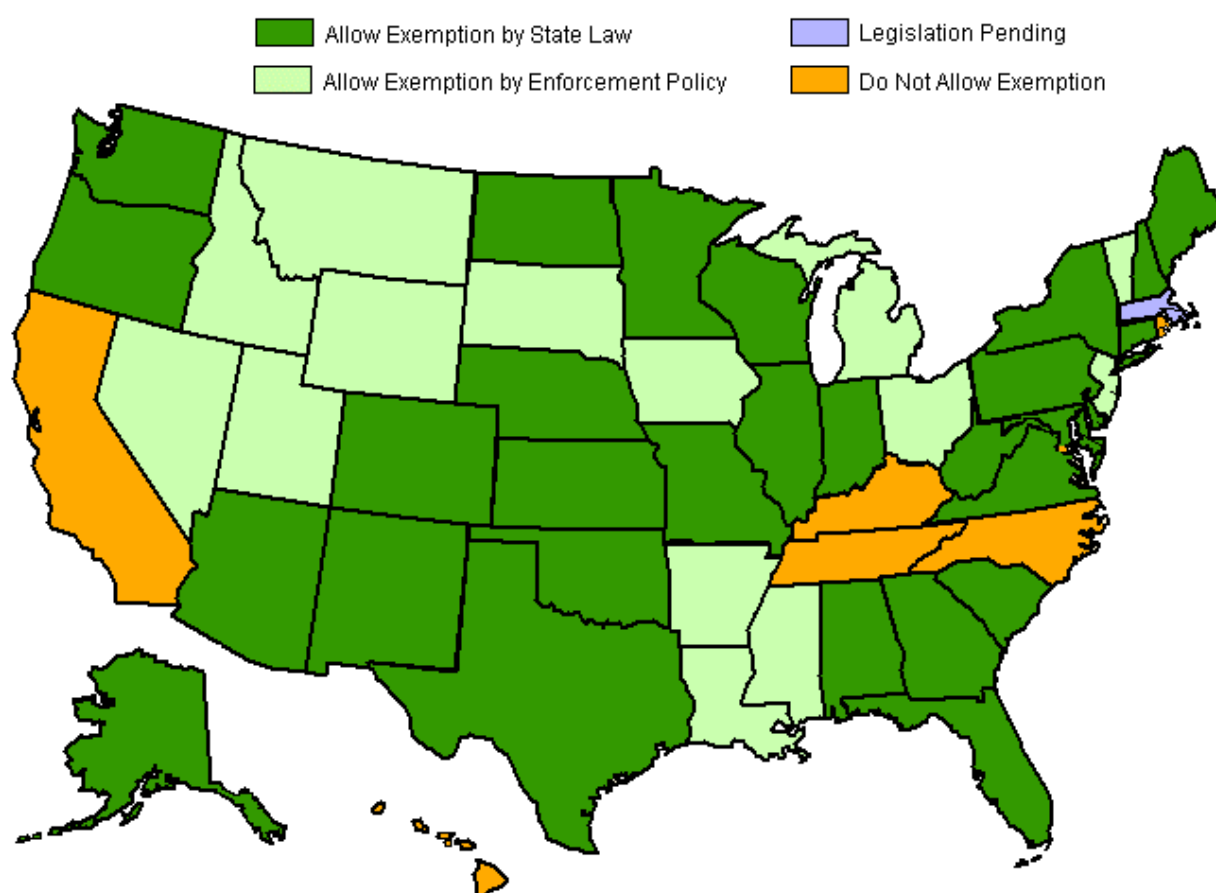 Allow Exemption by State Law
Legislation Pending
Allow Exemption by Enforcement Policy
Do Not Allow Exemption